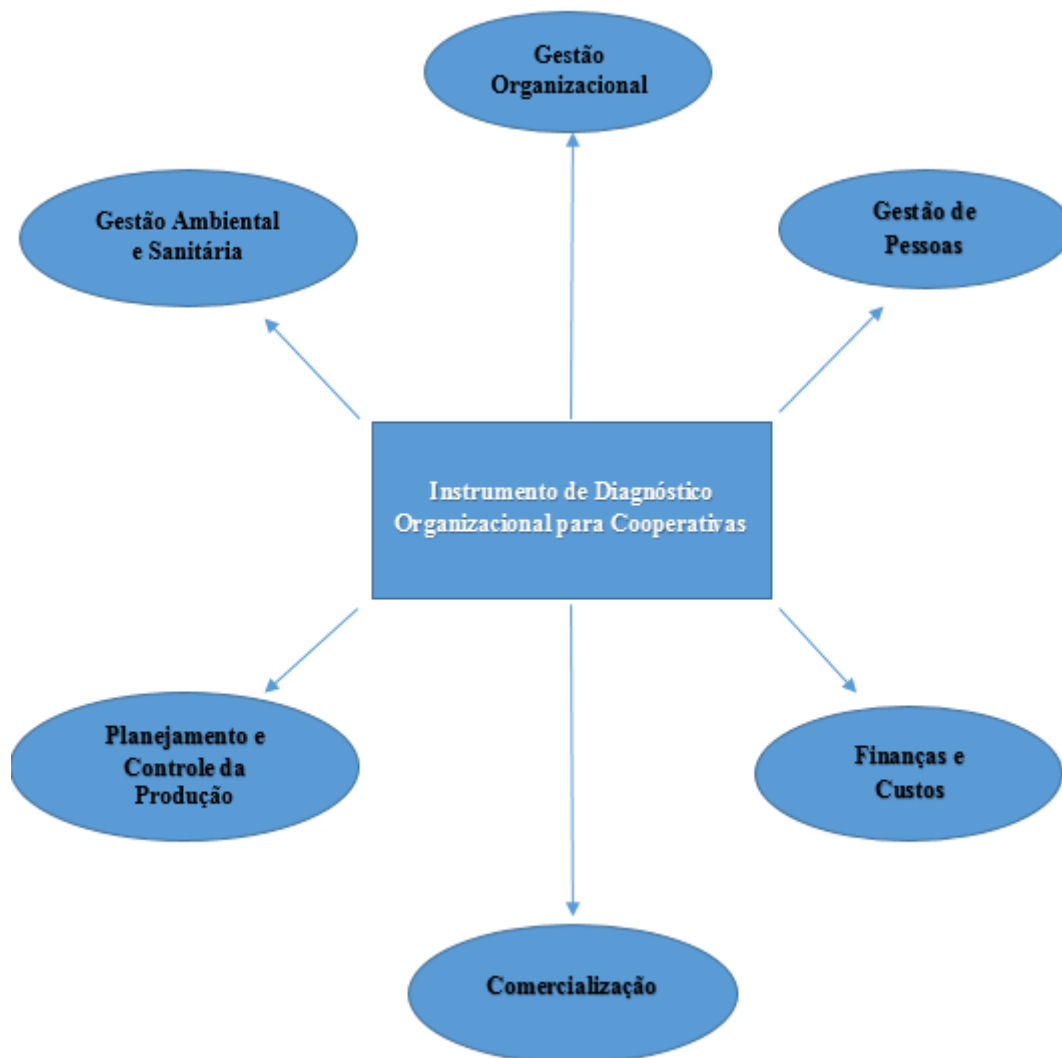 Gestão
Organizacional
Gestão Ambiental
e Sanitária
Gestão de
Pessoas
Instrumento de Diagnóstico
Organizacional para Cooperativas
Planejamento e
Controle da
Produção
Finanças e
Custos
Comercialização